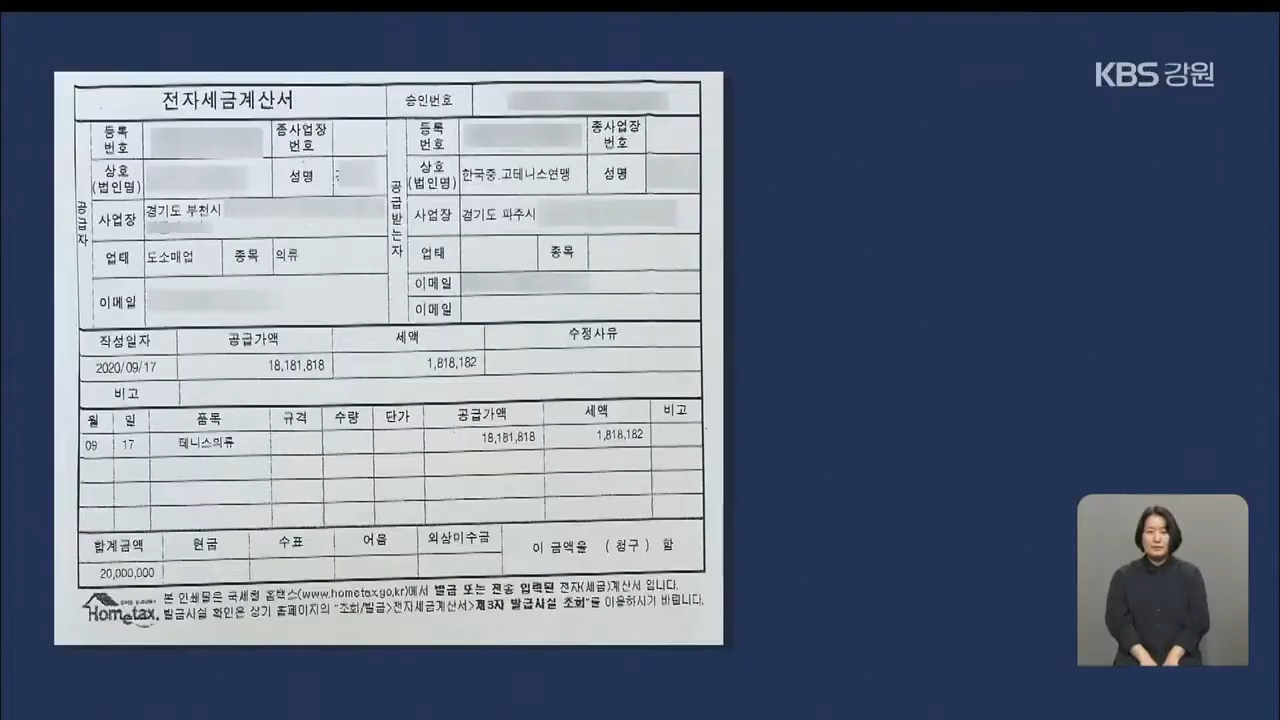 KBS 강원
전자세금계산서
승인번호
공급자
등록번호
종사업장번호
상호(법인명)
성명
사업장
경기도 부천시
업태
도소매업
종목
의류
이메일
공급받는자
등록번호
종사업장번호
상호(법인명)
한국중.고테니스연맹
성명
사업장
경기도 파주시
업태
종목
이메일
이메일
작성일자 공급가액 세액 수정사유
2020/09/17 18,181,818 1,818,182
비고
월 일 품목 규격 수량 단가 공급가액 세액 비고
09 17 테니스의류 18,181,818 1,818,182
합계금액 현금 수표 어음 외상미수금 이 금액을 ( 청구 ) 함
20,000,000
Hometax.
본 인쇄물은 국세청 홈택스(www.hometax.go.kr)에서 발급 또는 전송 입력된 전자(세금)계산서 입니다.
발급사실 확인은 상기 홈페이지의 "조회/발급>전자세금계산서>제3자 발급사실 조회"를 이용하시기 바랍니다.